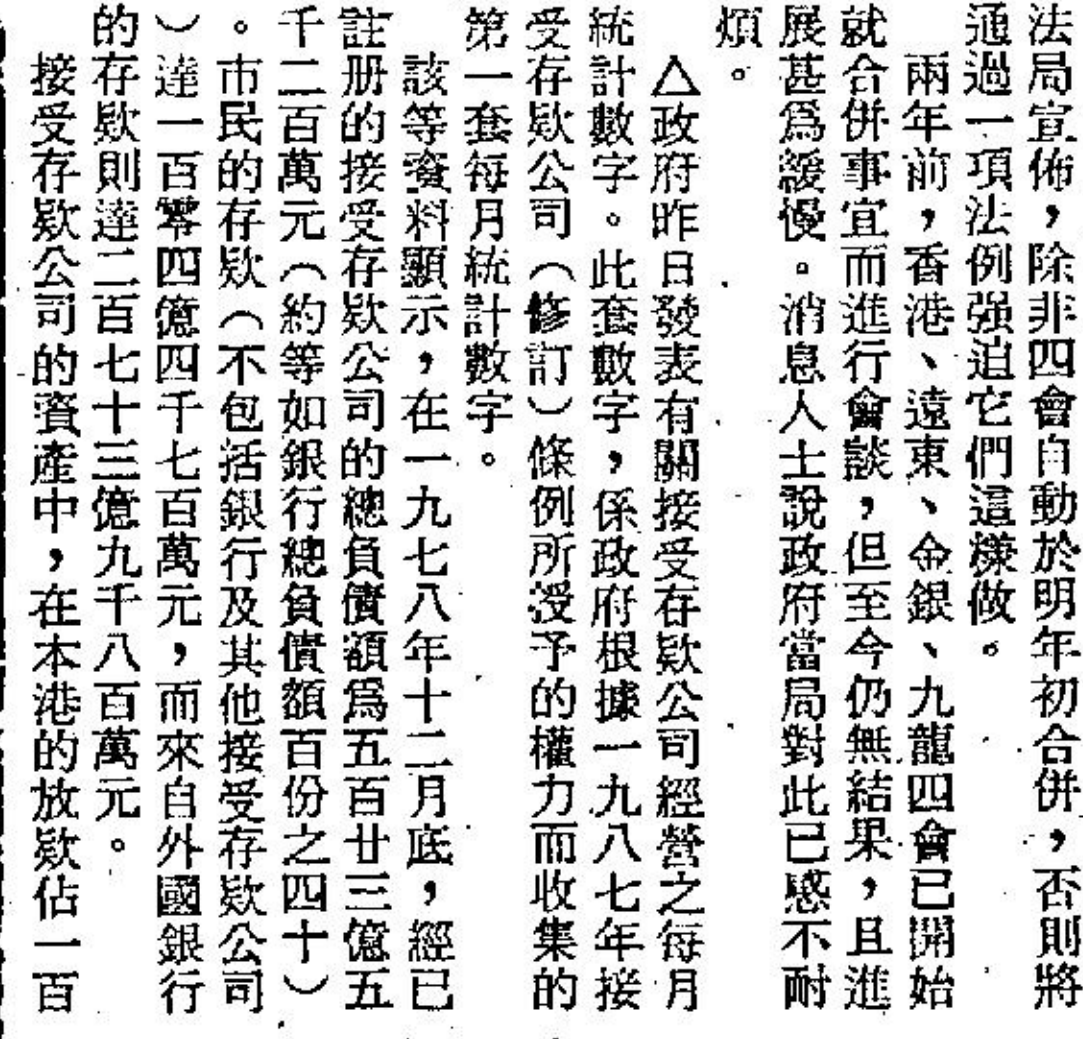 法局宣佈，除非四會自動於明年初合併，否則將
通過一項法例强迫它們這樣做。
兩年前，香港、遠東、金銀、九龍四會已開始
就合併事宜而進行會談，但至今仍無結果，且進
展甚爲緩慢。消息人士說政府當局對此已感不耐
煩。
△政府昨日發表有關接受存欵公司經營之每月
統計數字。此套數字，係政府根據一九八七年接
受存欵公司（修訂）條例所授予的權力而收集的
第一套每月統計數字。
該等資料顯示，在一九七八年十二月底，經已
註册的接受存欵公司的總負債額爲五百廿三億五
千二百萬元（約等如銀行總負債額百份之四十）
。市民的存欵（不包括銀行及其他接受存欵公司
）達一百零四億四千七百萬元，而來自外國銀行
的存欵則達二百七十三億九千八百萬元。
接受存欵公司的資產中，在本港的放欵佔一百